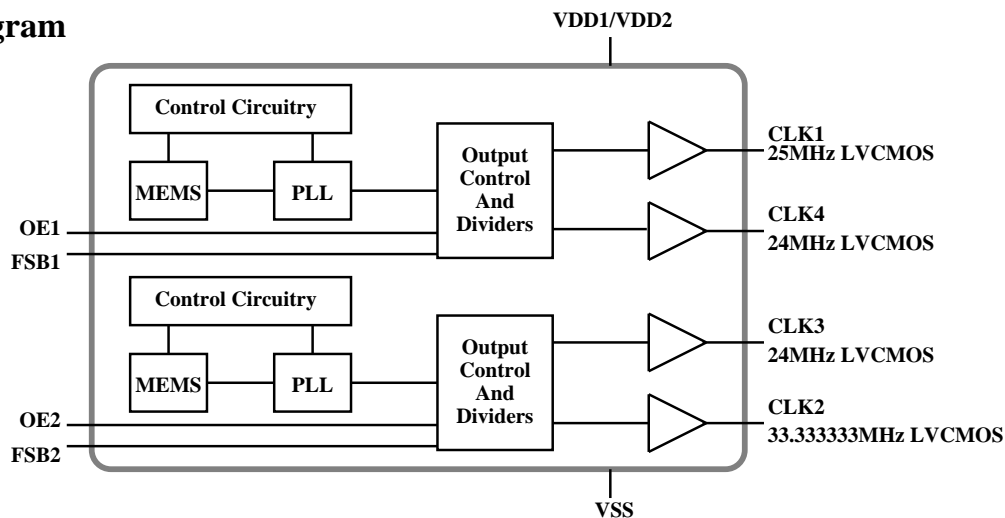 gram
VDD1/VDD2
Control Circuitry
MEMS
PLL
Output
Control
And
Dividers
CLK1
25MHz LVCMOS
CLK4
24MHz LVCMOS
OE1
FSB1
Control Circuitry
MEMS
PLL
Output
Control
And
Dividers
CLK3
24MHz LVCMOS
CLK2
33.333333MHz LVCMOS
OE2
FSB2
VSS